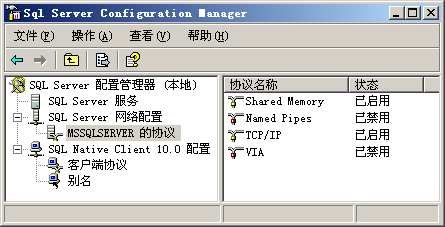 Sql Server Configuration Manager
文件(F) 操作(A) 查看(V) 帮助(H)
SQL Server 配置管理器 (本地)
SQL Server 服务
SQL Server 网络配置
MSSQLSERVER 的协议
SQL Native Client 10.0 配置
客户端协议
别名
协议名称 状态
Shared Memory 已启用
Named Pipes 已禁用
TCP/IP 已启用
VIA 已禁用